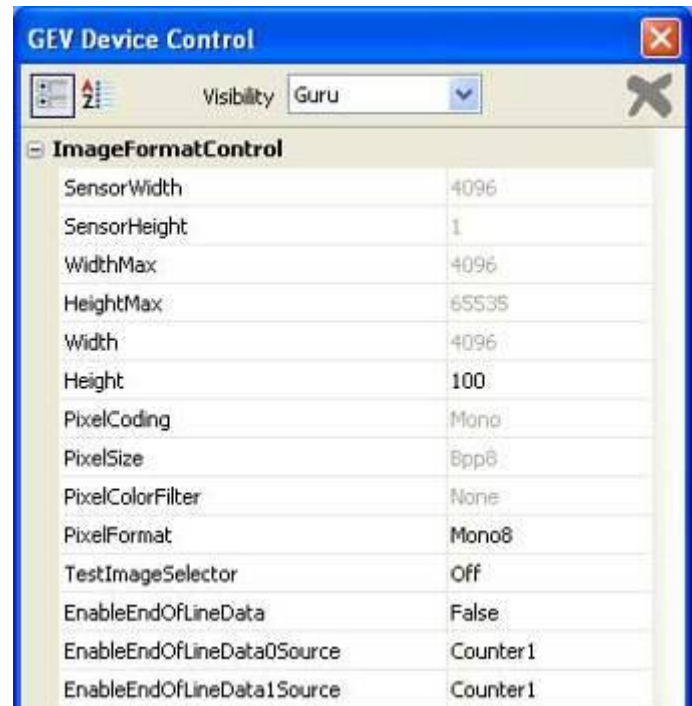 GEV Device Control
Visibility Guru
ImageFormatControl
SensorWidth 4096
SensorHeight 1
WidthMax 4096
HeightMax 65535
Width 4096
Height 100
PixelCoding Mono
PixelSize Bpp8
PixelColorFilter None
PixelFormat Mono8
TestImageSelector Off
EnableEndOfLineData False
EnableEndOfLineData0Source Counter1
EnableEndOfLineData1Source Counter1